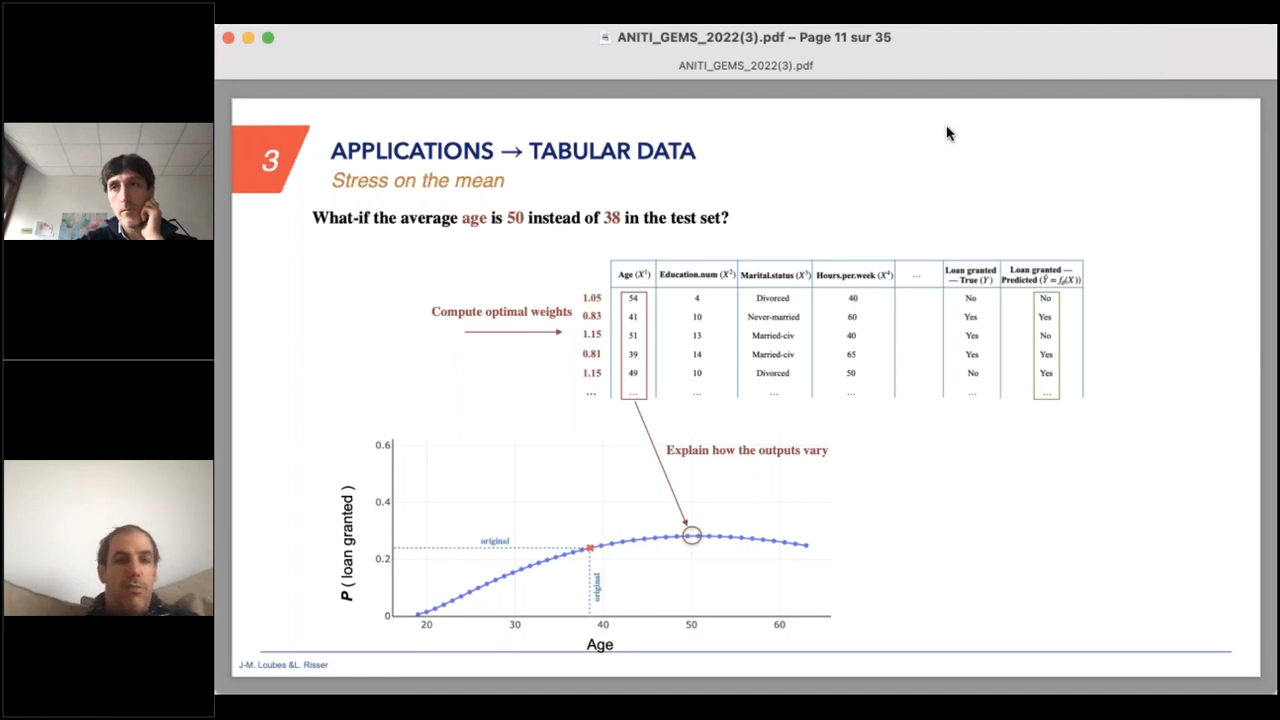 ANITI_GEMS_2022(3).pdf – Page 11 sur 35
ANITI_GEMS_2022(3).pdf
3
APPLICATIONS → TABULAR DATA
Stress on the mean
What-if the average age is 50 instead of 38 in the test set?
Age (X¹) Education.num (X²) Marital.status (X³) Hours.per.week (X⁴) ... Loan granted — True (Y) Loan granted — Predicted (Ŷ = fθ(X))
Compute optimal weights
1.05 54 4 Divorced 40 No No
0.83 41 10 Never-married 60 Yes Yes
1.15 51 13 Married-civ 40 Yes No
0.81 39 14 Married-civ 65 Yes Yes
1.15 49 10 Divorced 50 No Yes
... ... ... ... ... ... ...
Explain how the outputs vary
P ( loan granted )
0.6
0.4
0.2
0
original
original
20 30 40 50 60
Age
J-M. Loubes &L. Risser